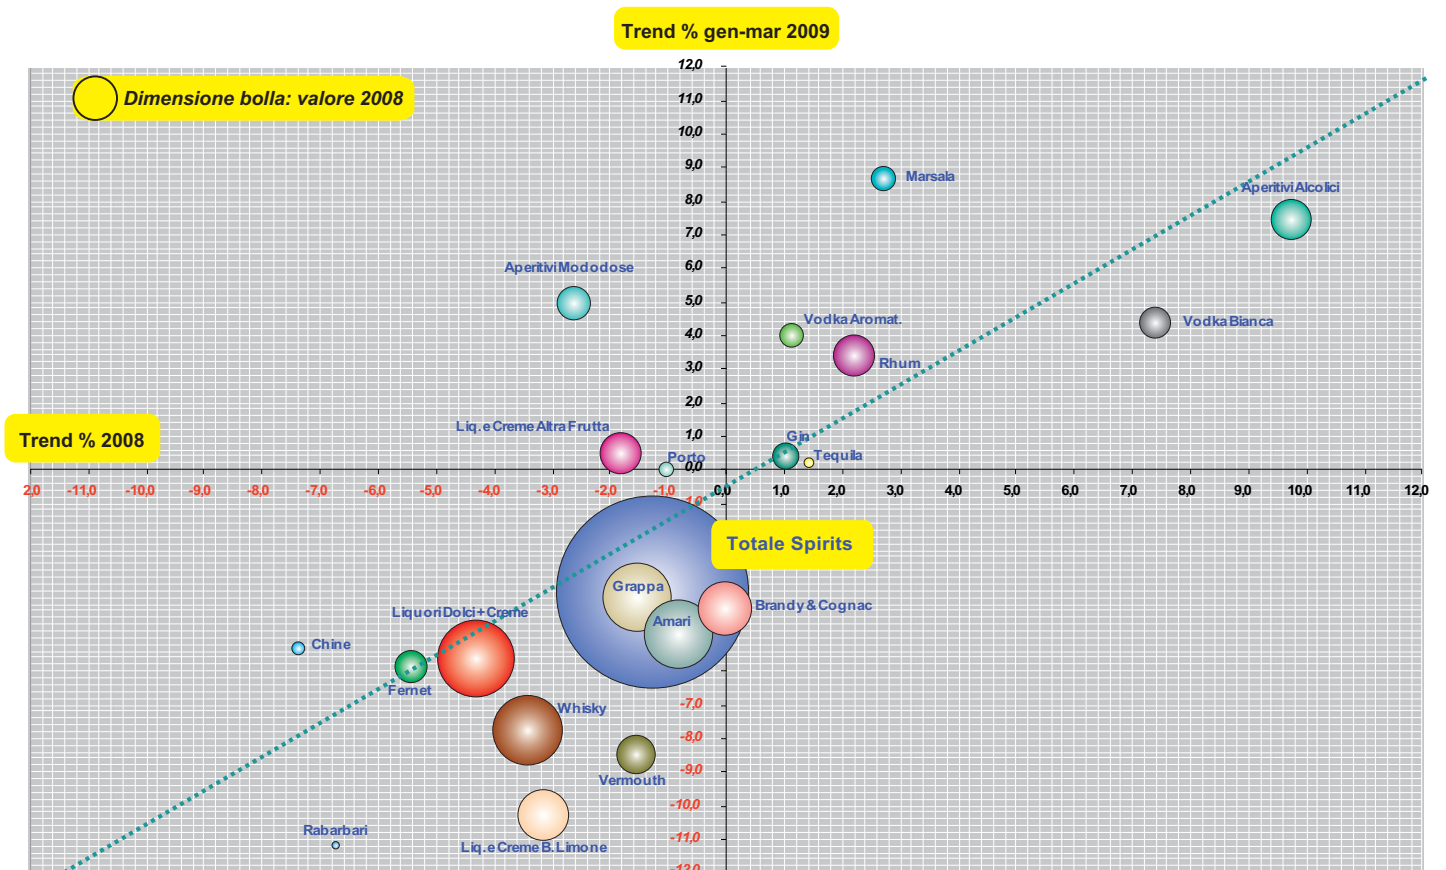 Trend % gen-mar 2009
12,0
Dimensione bolla: valore 2008
11,0
10,0
9,0
Marsala
8,0
Aperitivi Alcolici
7,0
6,0
Aperitivi Mododose
5,0
Vodka Aromat.
Vodka Bianca
4,0
Rhum
3,0
2,0
Liq. e Creme Altra Frutta
1,0
Gin
Trend % 2008
Porto
0,0
Tequila
2,0 -11,0 -10,0 -9,0 -8,0 -7,0 -6,0 -5,0 -4,0 -3,0 -2,0 -1,0 0,0 1,0 2,0 3,0 4,0 5,0 6,0 7,0 8,0 9,0 10,0 11,0 12,0
Totale Spirits
Grappa
Brandy & Cognac
Liquori Dolci + Creme
Amari
Chine
Fernet
-7,0
Whisky
-8,0
-9,0
Vermouth
-10,0
Rabarbari
-11,0
Liq. e Creme B. Limone
-12,0